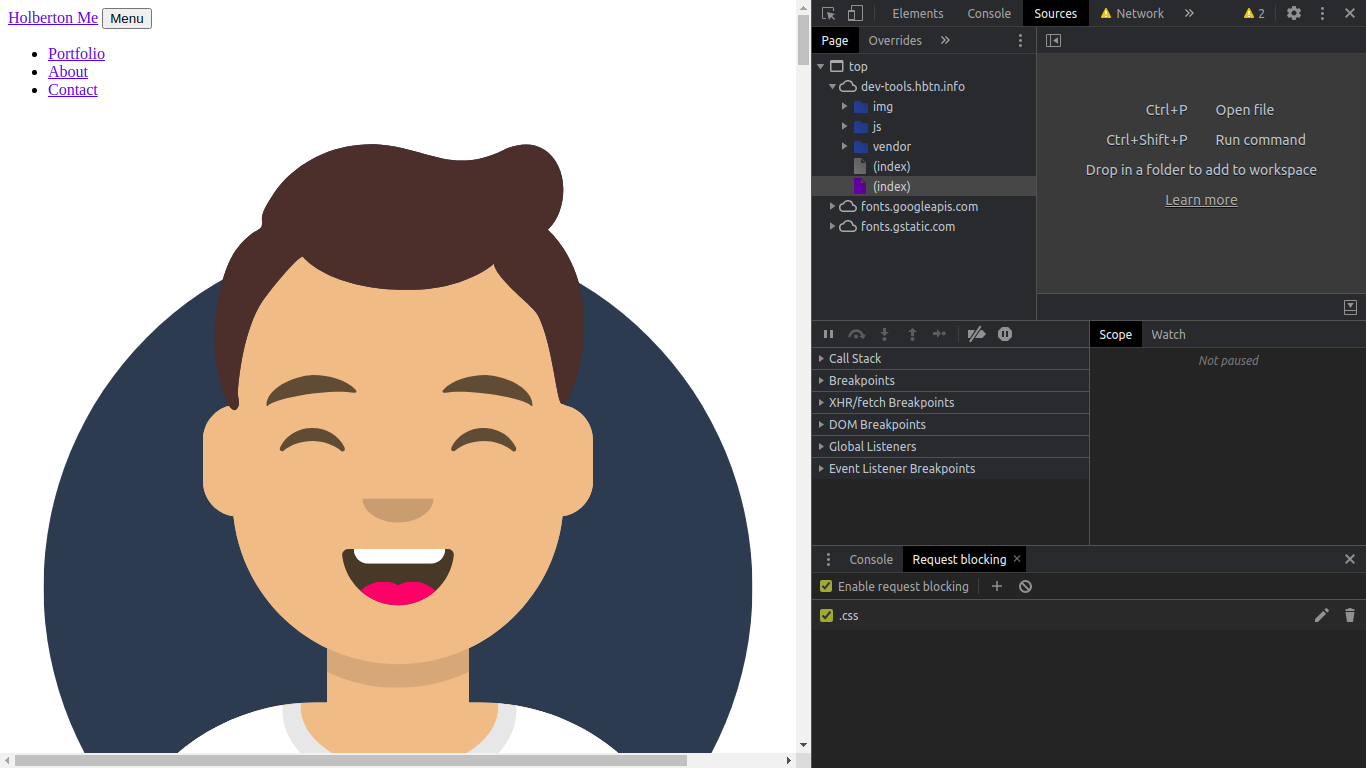 Holberton Me Menu
Portfolio
About
Contact
Elements Console Sources Network » 2
Page Overrides »
top
dev-tools.hbtn.info
img
js
vendor
(index)
(index)
fonts.googleapis.com
fonts.gstatic.com
Ctrl+P Open file
Ctrl+Shift+P Run command
Drop in a folder to add to workspace
Learn more
Call Stack
Breakpoints
XHR/fetch Breakpoints
DOM Breakpoints
Global Listeners
Event Listener Breakpoints
Scope Watch
Not paused
Console Request blocking ×
Enable request blocking
.css